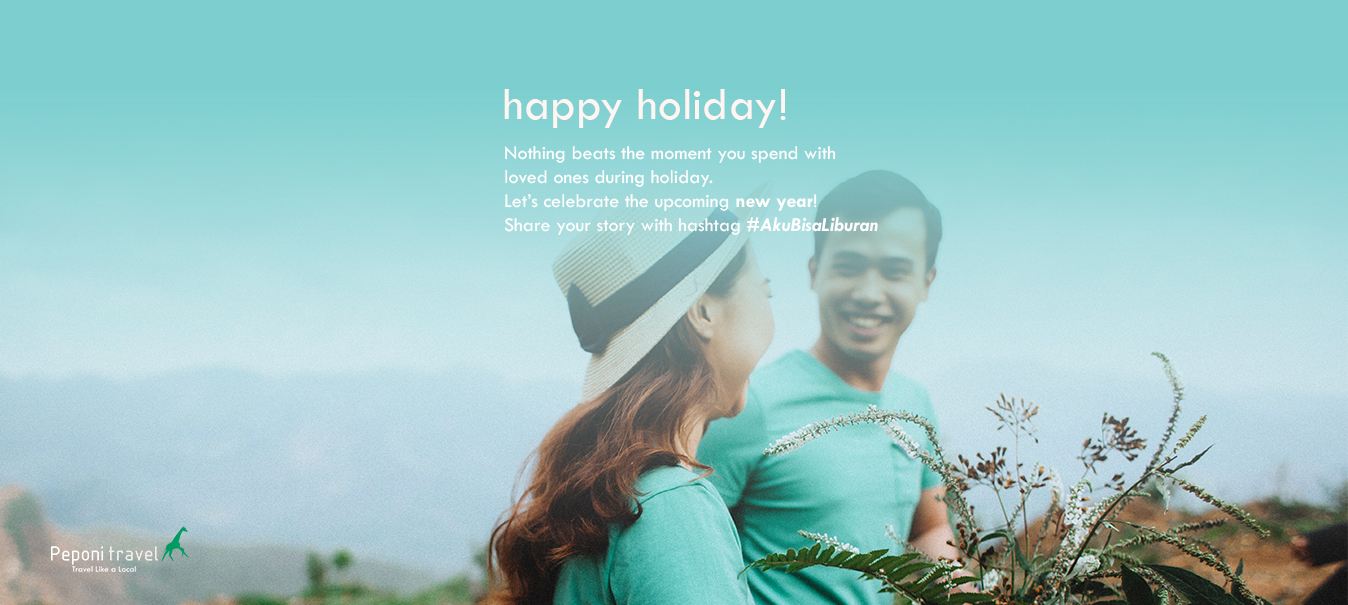 happy holiday!
Nothing beats the moment you spend with
loved ones during holiday.
Let's celebrate the upcoming new year!
Share your story with hashtag #AkuBisaLiburan
Peponi travel
Travel Like a Local